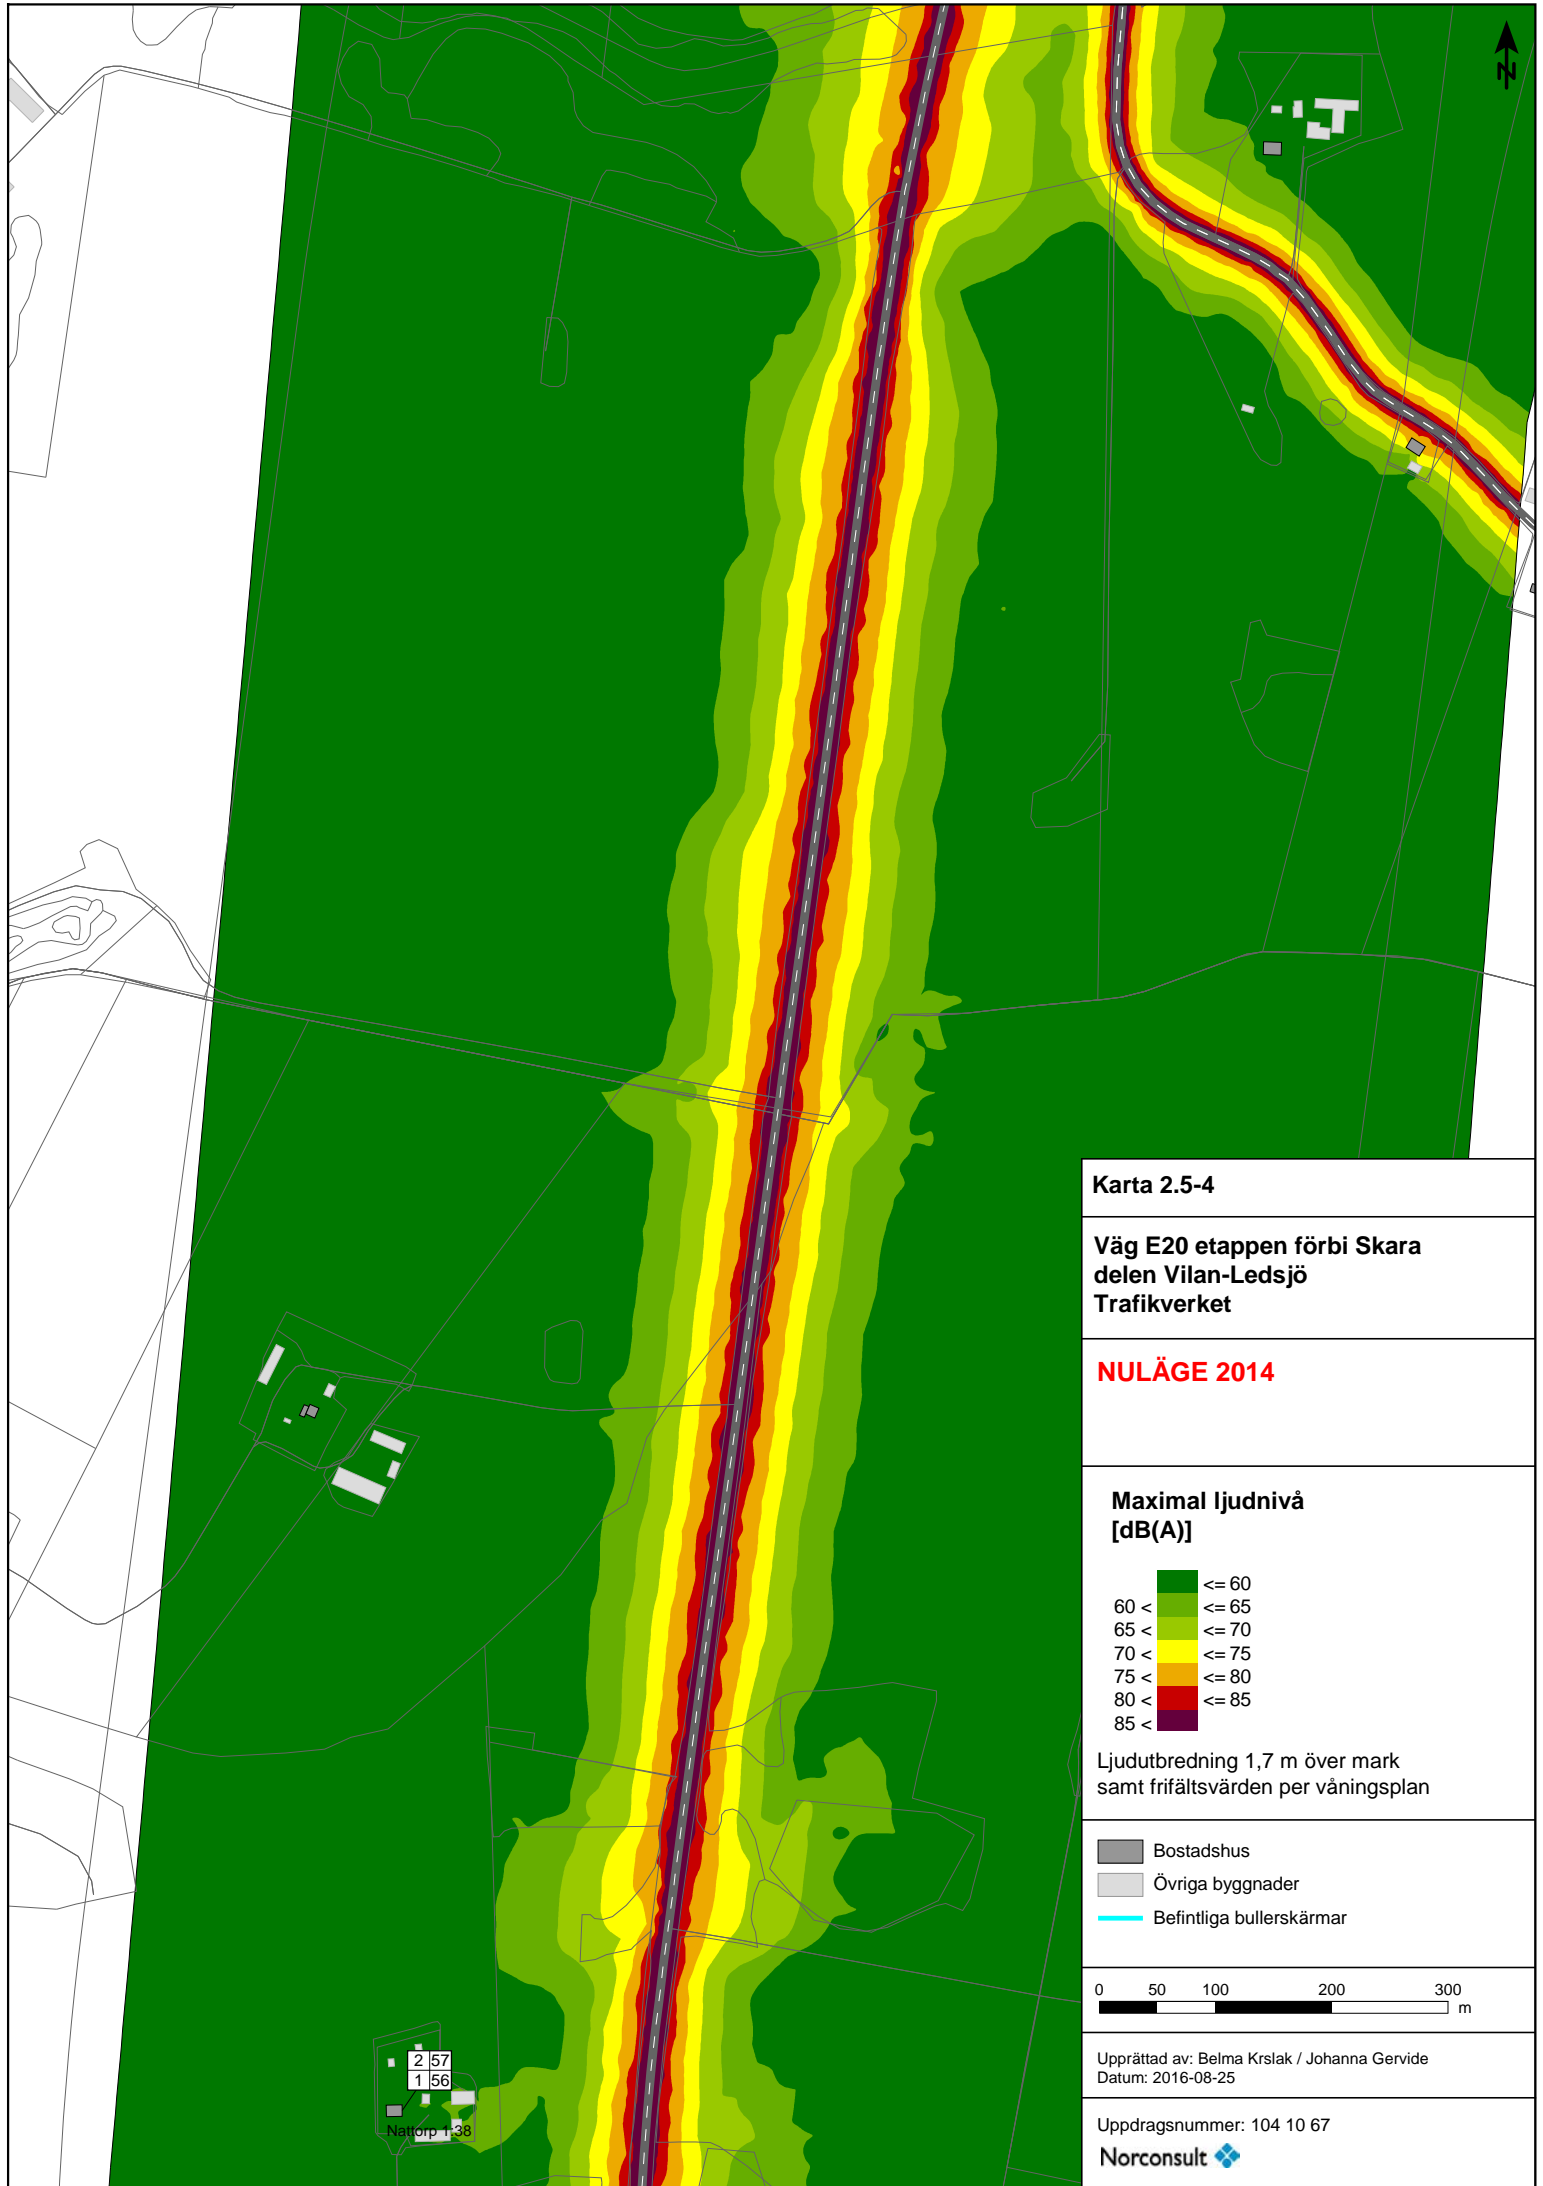 N
Karta 2.5-4
Väg E20 etappen förbi Skara
delen Vilan-Ledsjö
Trafikverket
NULÄGE 2014
Maximal ljudnivå
[dB(A)]
<= 60
60 < <= 65
65 < <= 70
70 < <= 75
75 < <= 80
80 < <= 85
85 <
Ljudutbredning 1,7 m över mark
samt frifältsvärden per våningsplan
Bostadshus
Övriga byggnader
Befintliga bullerskärmar
0 50 100 200 300
m
Upprättad av: Belma Krslak / Johanna Gervide
Datum: 2016-08-25
Uppdragsnummer: 104 10 67
Norconsult
2 57
1 56
Nattorp 1:38